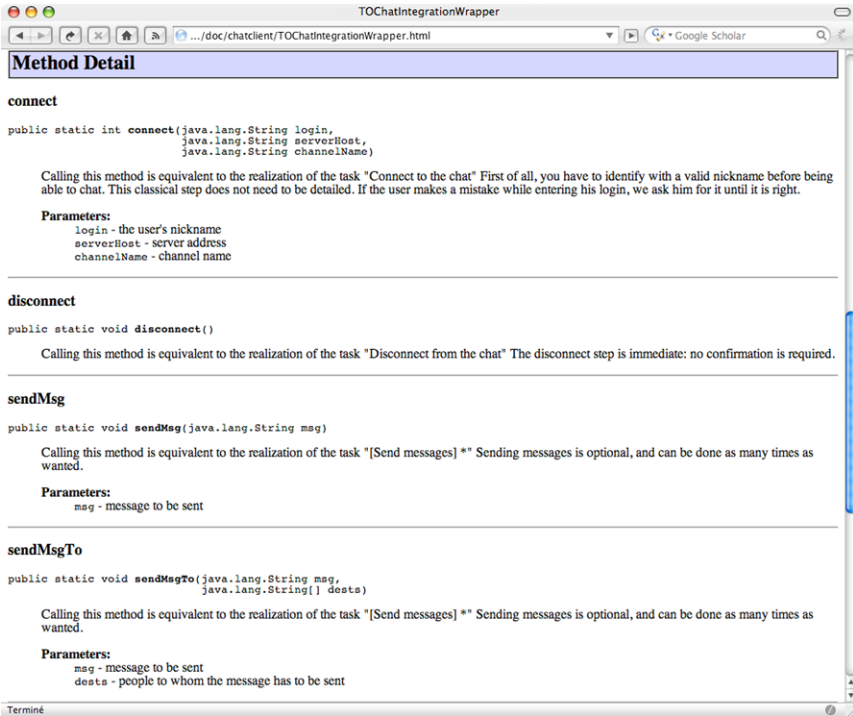 TOChatIntegrationWrapper
.../doc/chatclient/TOChatIntegrationWrapper.html
Google Scholar
Method Detail
connect
public static int connect(java.lang.String login,
java.lang.String serverHost,
java.lang.String channelName)
Calling this method is equivalent to the realization of the task "Connect to the chat" First of all, you have to identify with a valid nickname before being
able to chat. This classical step does not need to be detailed. If the user makes a mistake while entering his login, we ask him for it until it is right.
Parameters:
login - the user's nickname
serverHost - server address
channelName - channel name
disconnect
public static void disconnect()
Calling this method is equivalent to the realization of the task "Disconnect from the chat" The disconnect step is immediate: no confirmation is required.
sendMsg
public static void sendMsg(java.lang.String msg)
Calling this method is equivalent to the realization of the task "[Send messages] *" Sending messages is optional, and can be done as many times as
wanted.
Parameters:
msg - message to be sent
sendMsgTo
public static void sendMsgTo(java.lang.String msg,
java.lang.String[] dests)
Calling this method is equivalent to the realization of the task "[Send messages] *" Sending messages is optional, and can be done as many times as
wanted.
Parameters:
msg - message to be sent
dests - people to whom the message has to be sent
Terminé